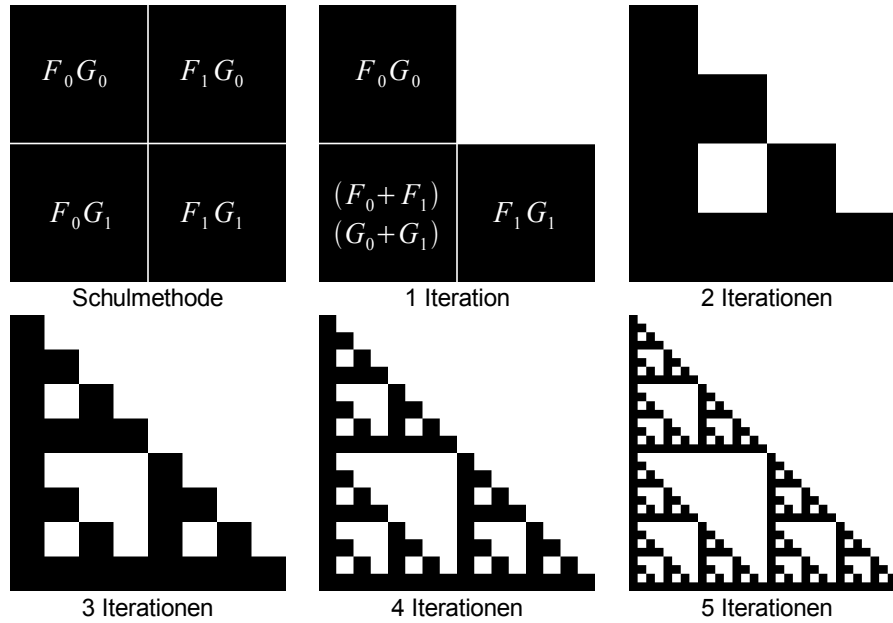 F₀G₀ F₁G₀
F₀G₁ F₁G₁
Schulmethode
F₀G₀
(F₀+F₁)
(G₀+G₁)
F₁G₁
1 Iteration
2 Iterationen
3 Iterationen
4 Iterationen
5 Iterationen